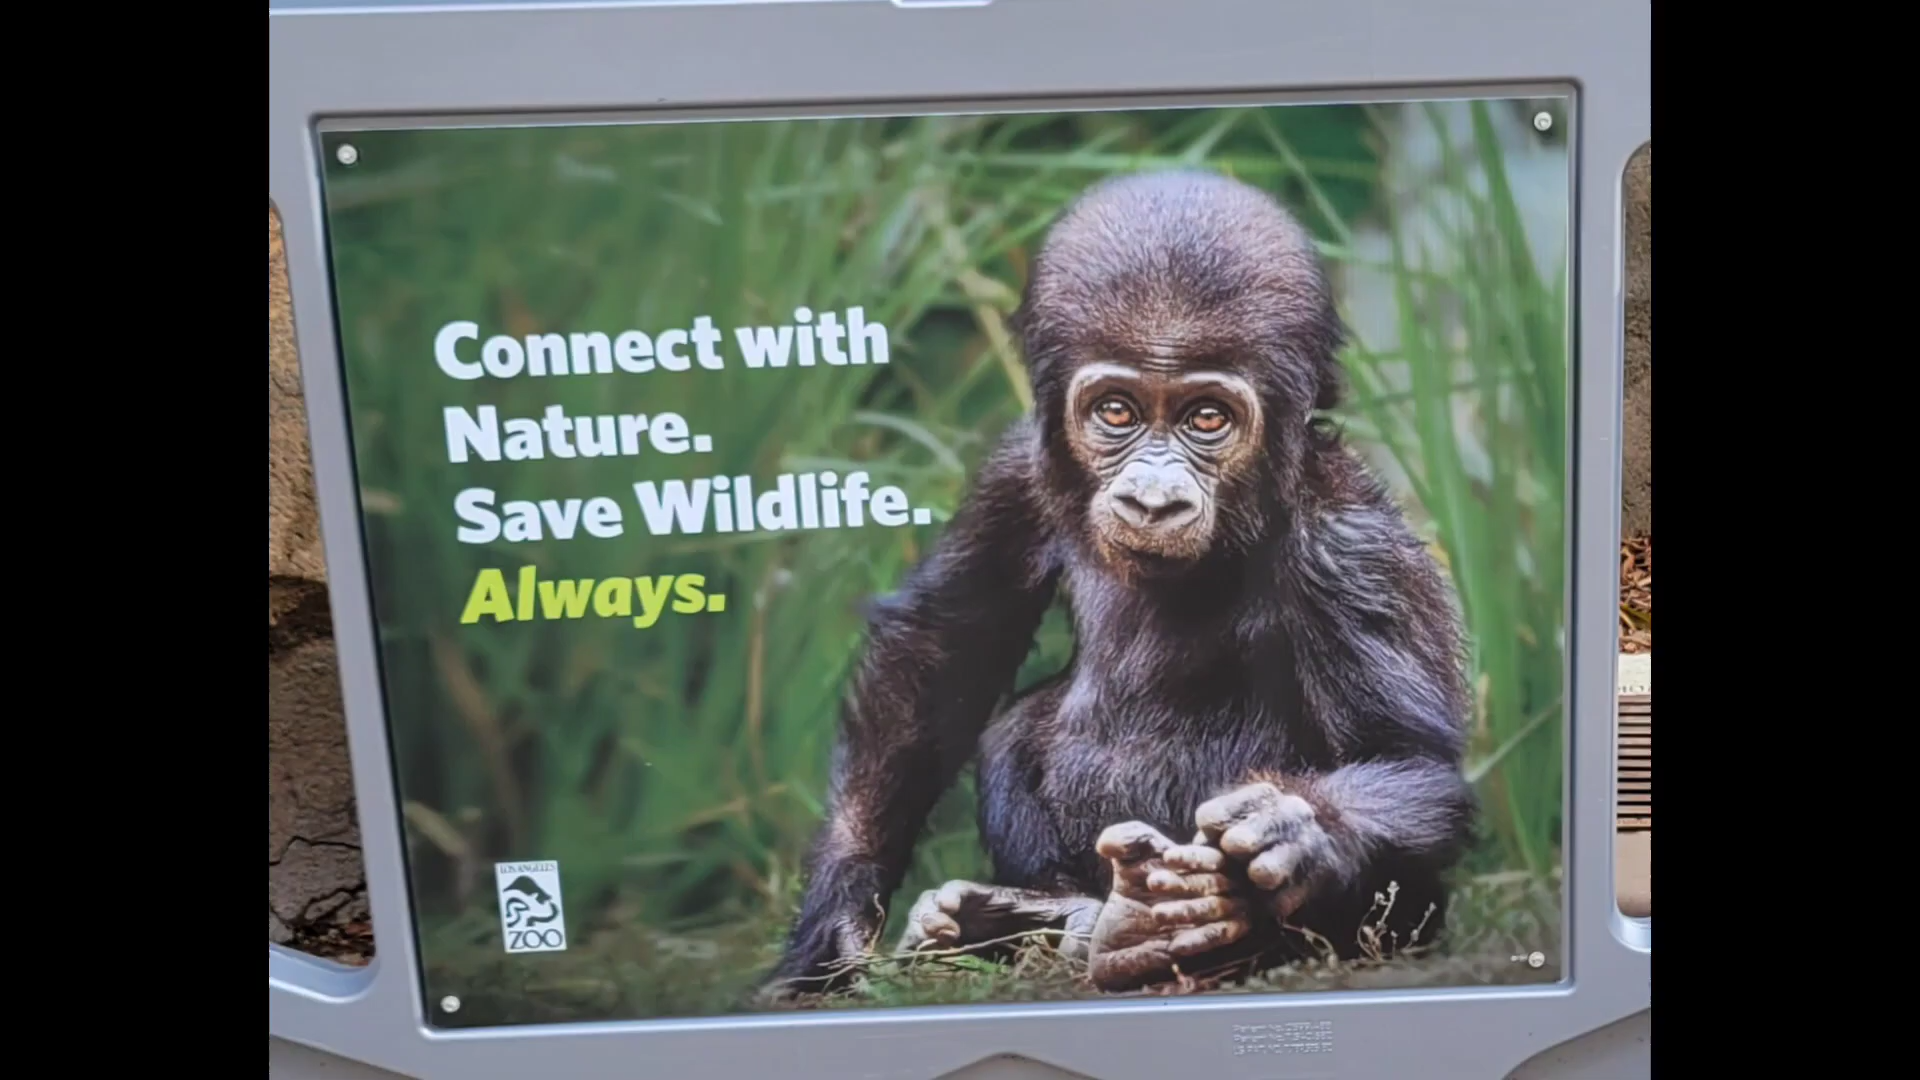 Connect with
Nature.
Save Wildlife.
Always.
LOS ANGELES
ZOO